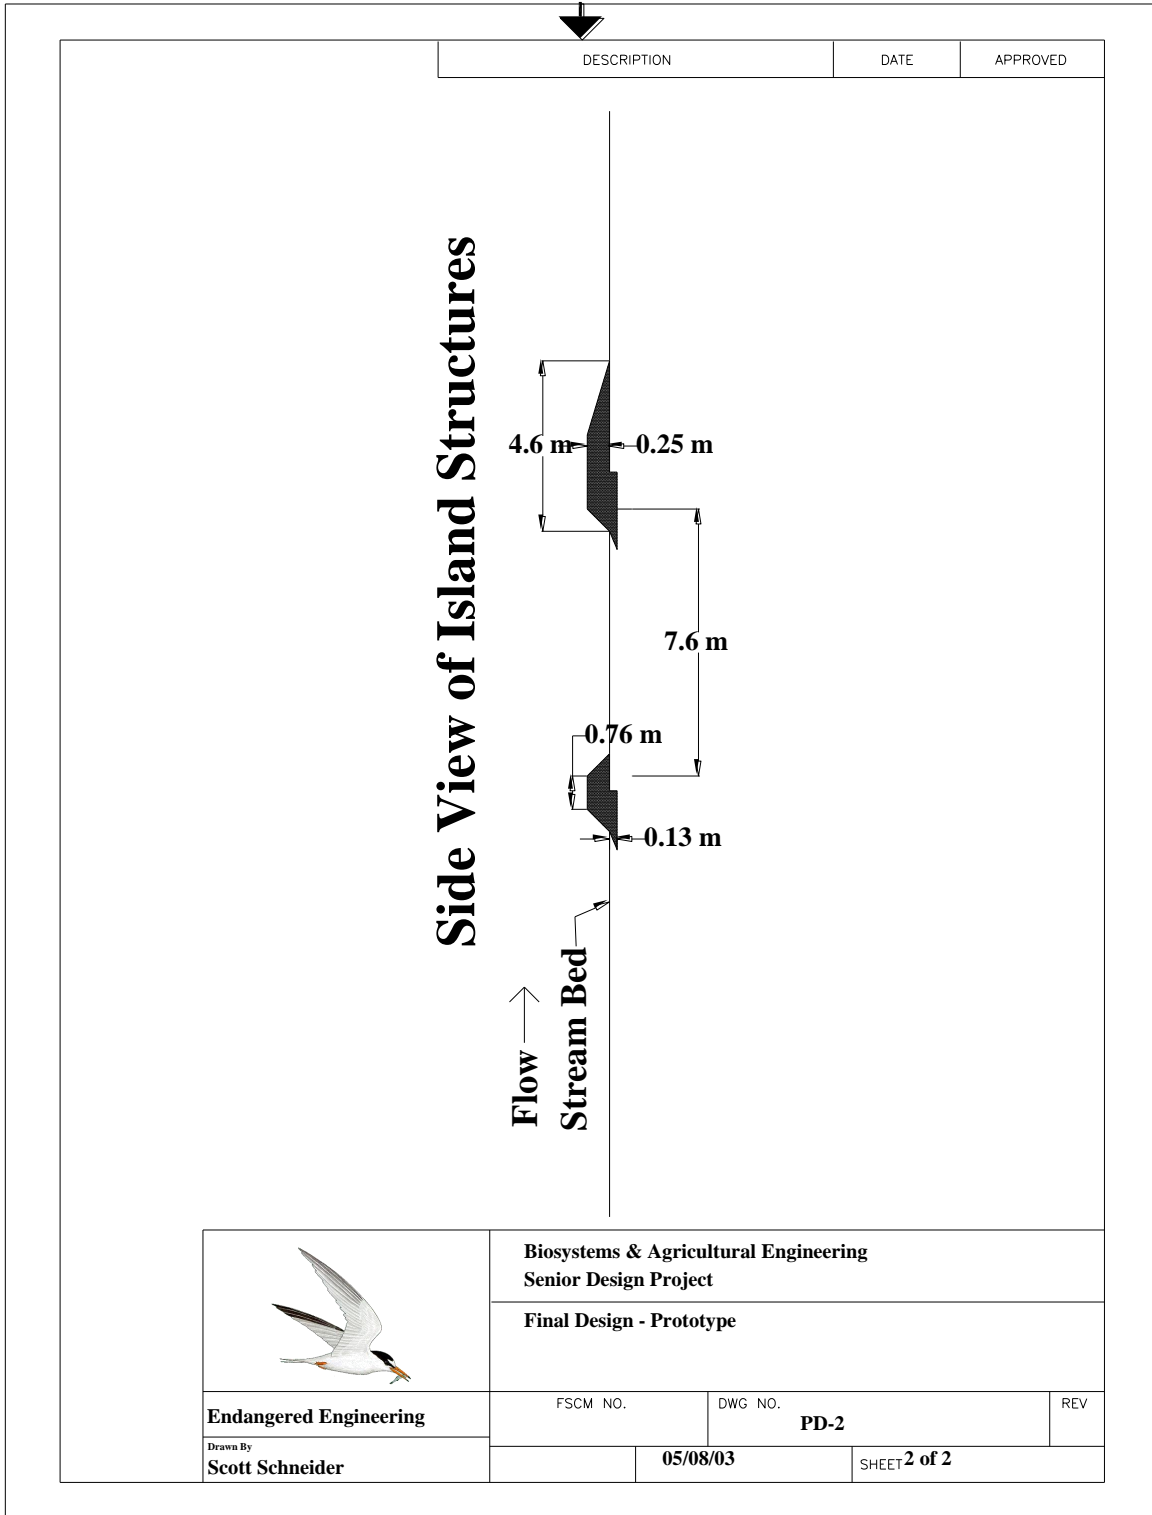 DESCRIPTION
DATE
APPROVED
Side View of Island Structures
4.6 m
0.25 m
7.6 m
0.76 m
0.13 m
Stream Bed
Flow
Biosystems & Agricultural Engineering
Senior Design Project
Final Design - Prototype
Endangered Engineering
FSCM NO.
DWG NO.
PD-2
REV
Drawn By
Scott Schneider
05/08/03
SHEET 2 of 2